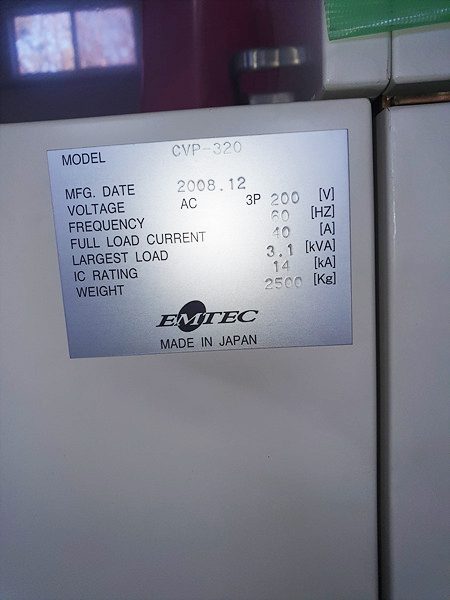 MODEL CVP-320
MFG. DATE 2008.12
VOLTAGE AC 3P 200 [V]
FREQUENCY 60 [HZ]
FULL LOAD CURRENT 40 [A]
LARGEST LOAD 3.1 [kVA]
IC RATING 14 [kA]
WEIGHT 2500 [Kg]
EMTEC
MADE IN JAPAN